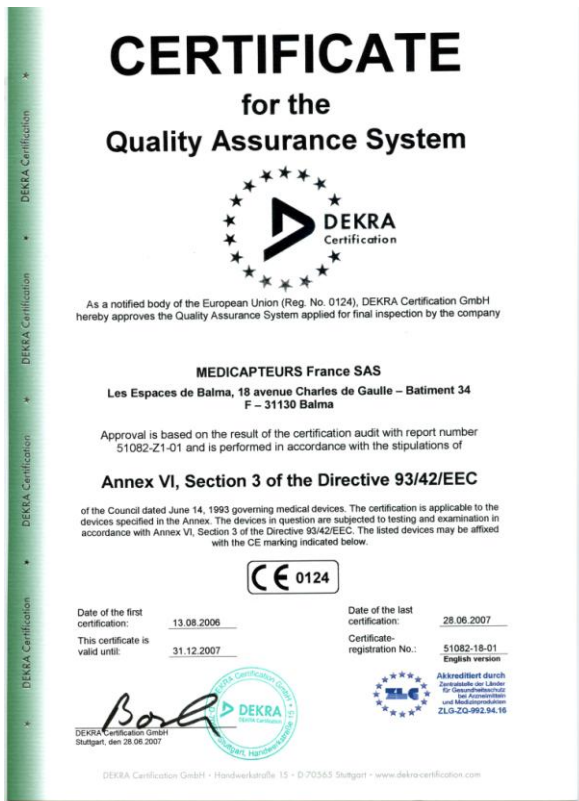 CERTIFICATE
for the
Quality Assurance System
DEKRA
Certification
As a notified body of the European Union (Reg. No. 0124), DEKRA Certification GmbH
hereby approves the Quality Assurance System applied for final inspection by the company
MEDICAPTEURS France SAS
Les Espaces de Balma, 18 avenue Charles de Gaulle – Batiment 34
F – 31130 Balma
Approval is based on the result of the certification audit with report number
51082-Z1-01 and is performed in accordance with the stipulations of
Annex VI, Section 3 of the Directive 93/42/EEC
of the Council dated June 14, 1993 governing medical devices. The certification is applicable to the
devices specified in the Annex. The devices in question are subjected to testing and examination in
accordance with Annex VI, Section 3 of the Directive 93/42/EEC. The listed devices may be affixed
with the CE marking indicated below.
CE 0124
Date of the first
certification: 13.08.2006
This certificate is
valid until: 31.12.2007
Date of the last
certification: 28.06.2007
Certificate-
registration No.: 51082-18-01
English version
DEKRA Certification GmbH
Stuttgart, den 28.06.2007
DEKRA Certification GmbH
DEKRA
DEKRA Certification
Stuttgart, Handwerkstraße 15
ZLG
Akkreditiert durch
Zentralstelle der Länder
für Gesundheitsschutz
bei Arzneimitteln
und Medizinprodukten
ZLG-ZQ-992.94.16
DEKRA Certification GmbH • Handwerkstraße 15 • D-70565 Stuttgart • www.dekra-certification.com
DEKRA Certification
DEKRA Certification
DEKRA Certification
DEKRA Certification